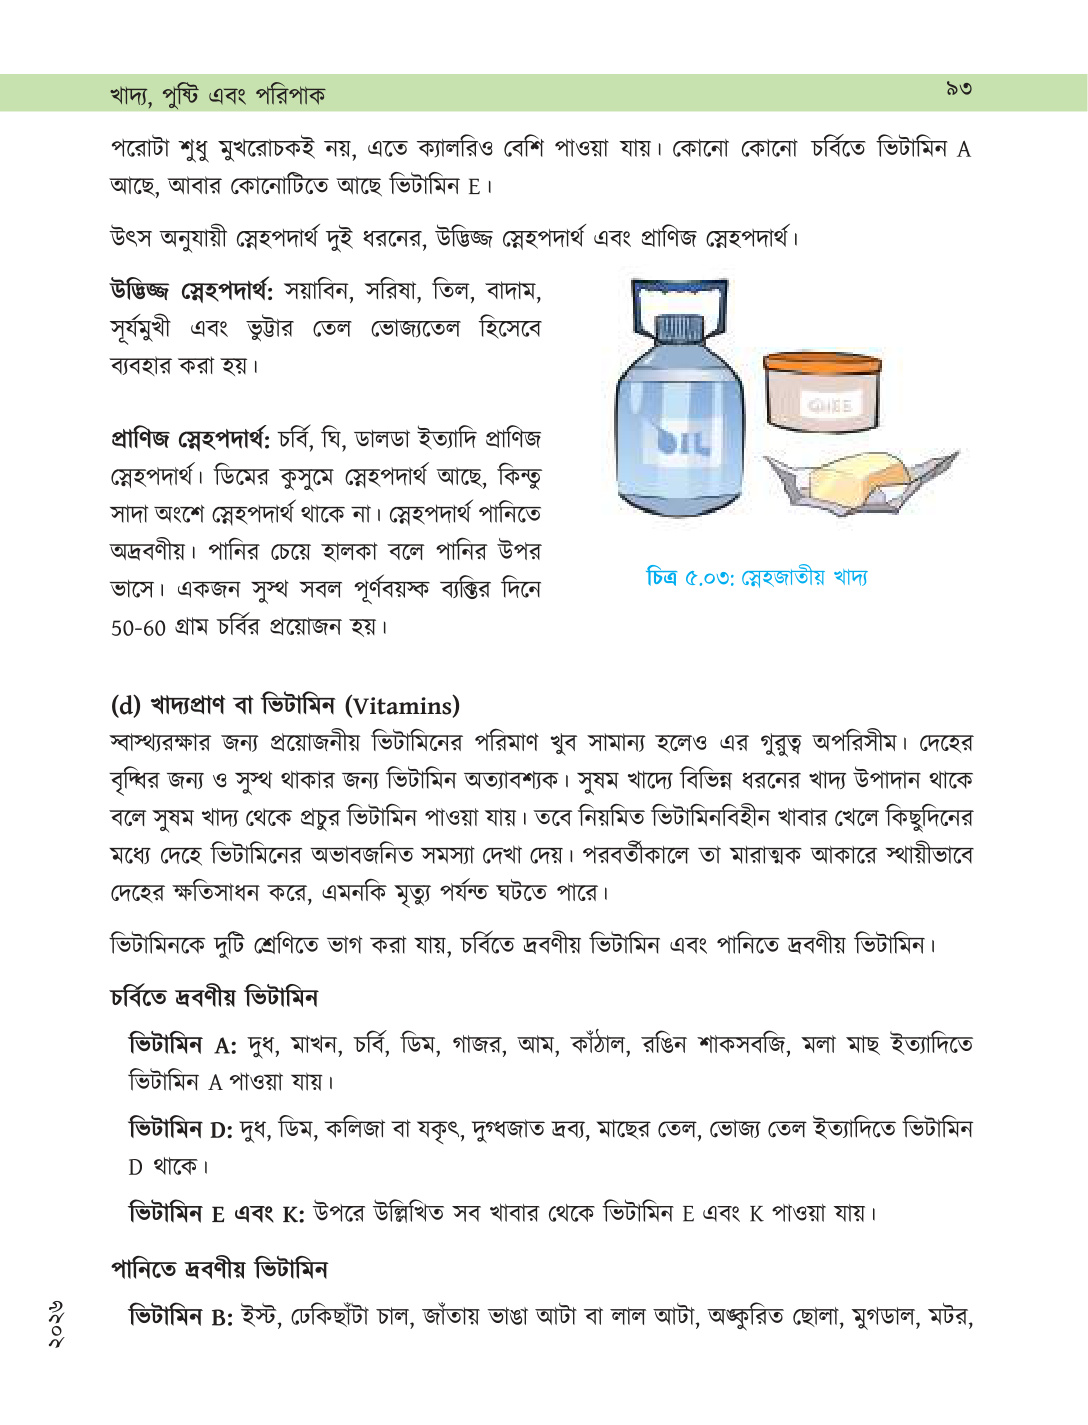 খাদ্য, পুষ্টি এবং পরিপাক
৯৩
পরোটা শুধু মুখরোচকই নয়, এতে ক্যালরিও বেশি পাওয়া যায়। কোনো কোনো চর্বিতে ভিটামিন A
আছে, আবার কোনোটিতে আছে ভিটামিন E।
উৎস অনুযায়ী স্নেহপদার্থ দুই ধরনের, উদ্ভিজ্জ স্নেহপদার্থ এবং প্রাণিজ স্নেহপদার্থ।
উদ্ভিজ্জ স্নেহপদার্থ: সয়াবিন, সরিষা, তিল, বাদাম,
সূর্যমুখী এবং ভুট্টার তেল ভোজ্যতেল হিসেবে
ব্যবহার করা হয়।
প্রাণিজ স্নেহপদার্থ: চর্বি, ঘি, ডালডা ইত্যাদি প্রাণিজ
স্নেহপদার্থ। ডিমের কুসুমে স্নেহপদার্থ আছে, কিন্তু
সাদা অংশে স্নেহপদার্থ থাকে না। স্নেহপদার্থ পানিতে
অদ্রবণীয়। পানির চেয়ে হালকা বলে পানির উপর
ভাসে। একজন সুস্থ সবল পূর্ণবয়স্ক ব্যক্তির দিনে
50-60 গ্রাম চর্বির প্রয়োজন হয়।
OIL
GHEE
চিত্র ৫.০৩: স্নেহজাতীয় খাদ্য
(d) খাদ্যপ্রাণ বা ভিটামিন (Vitamins)
স্বাস্থ্যরক্ষার জন্য প্রয়োজনীয় ভিটামিনের পরিমাণ খুব সামান্য হলেও এর গুরুত্ব অপরিসীম। দেহের
বৃদ্ধির জন্য ও সুস্থ থাকার জন্য ভিটামিন অত্যাবশ্যক। সুষম খাদ্যে বিভিন্ন ধরনের খাদ্য উপাদান থাকে
বলে সুষম খাদ্য থেকে প্রচুর ভিটামিন পাওয়া যায়। তবে নিয়মিত ভিটামিনবিহীন খাবার খেলে কিছুদিনের
মধ্যে দেহে ভিটামিনের অভাবজনিত সমস্যা দেখা দেয়। পরবর্তীকালে তা মারাত্মক আকারে স্থায়ীভাবে
দেহের ক্ষতিসাধন করে, এমনকি মৃত্যু পর্যন্ত ঘটতে পারে।
ভিটামিনকে দুটি শ্রেণিতে ভাগ করা যায়, চর্বিতে দ্রবণীয় ভিটামিন এবং পানিতে দ্রবণীয় ভিটামিন।
চর্বিতে দ্রবণীয় ভিটামিন
ভিটামিন A: দুধ, মাখন, চর্বি, ডিম, গাজর, আম, কাঁঠাল, রঙিন শাকসবজি, মলা মাছ ইত্যাদিতে
ভিটামিন A পাওয়া যায়।
ভিটামিন D: দুধ, ডিম, কলিজা বা যকৃৎ, দুগ্ধজাত দ্রব্য, মাছের তেল, ভোজ্য তেল ইত্যাদিতে ভিটামিন
D থাকে।
ভিটামিন E এবং K: উপরে উল্লিখিত সব খাবার থেকে ভিটামিন E এবং K পাওয়া যায়।
পানিতে দ্রবণীয় ভিটামিন
ভিটামিন B: ইস্ট, ঢেকিছাঁটা চাল, জাঁতায় ভাঙা আটা বা লাল আটা, অঙ্কুরিত ছোলা, মুগডাল, মটর,
২০২৬